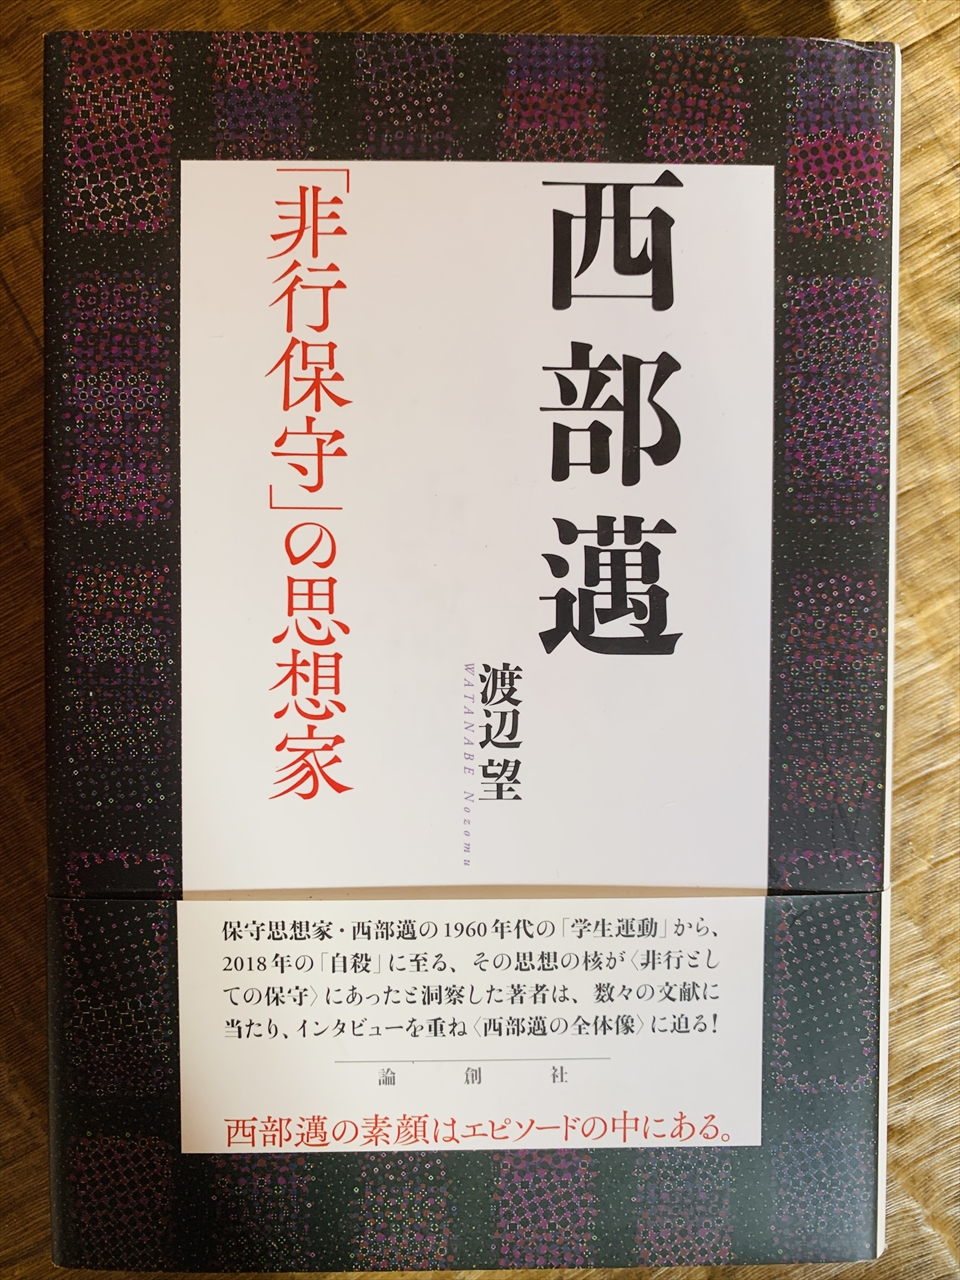 西部邁
渡辺望
WATANABE Nozomu
「非行保守」の思想家
保守思想家・西部邁の1960年代の「学生運動」から、
2018年の「自殺」に至る、その思想の核が〈非行とし
ての保守〉にあったと洞察した著者は、数々の文献に
当たり、インタビューを重ね〈西部邁の全体像〉に迫る!
論創社
西部邁の素顔はエピソードの中にある。